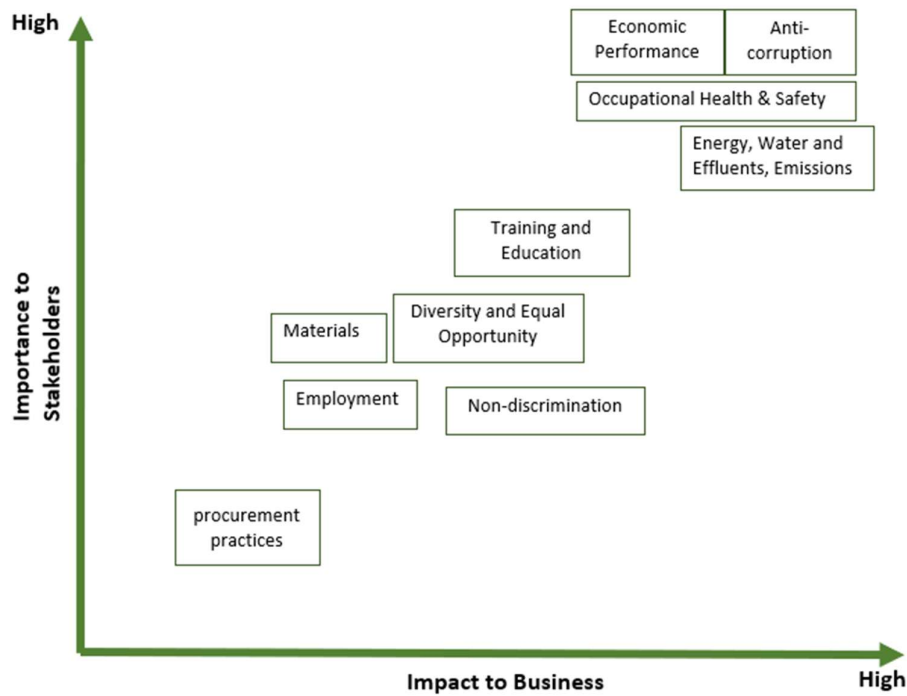 High
Economic
Performance
Anti-
corruption
Occupational Health & Safety
Energy, Water and
Effluents, Emissions
Training and
Education
Diversity and Equal
Opportunity
Materials
Employment
Non-discrimination
procurement
practices
Importance to
Stakeholders
Impact to Business
High